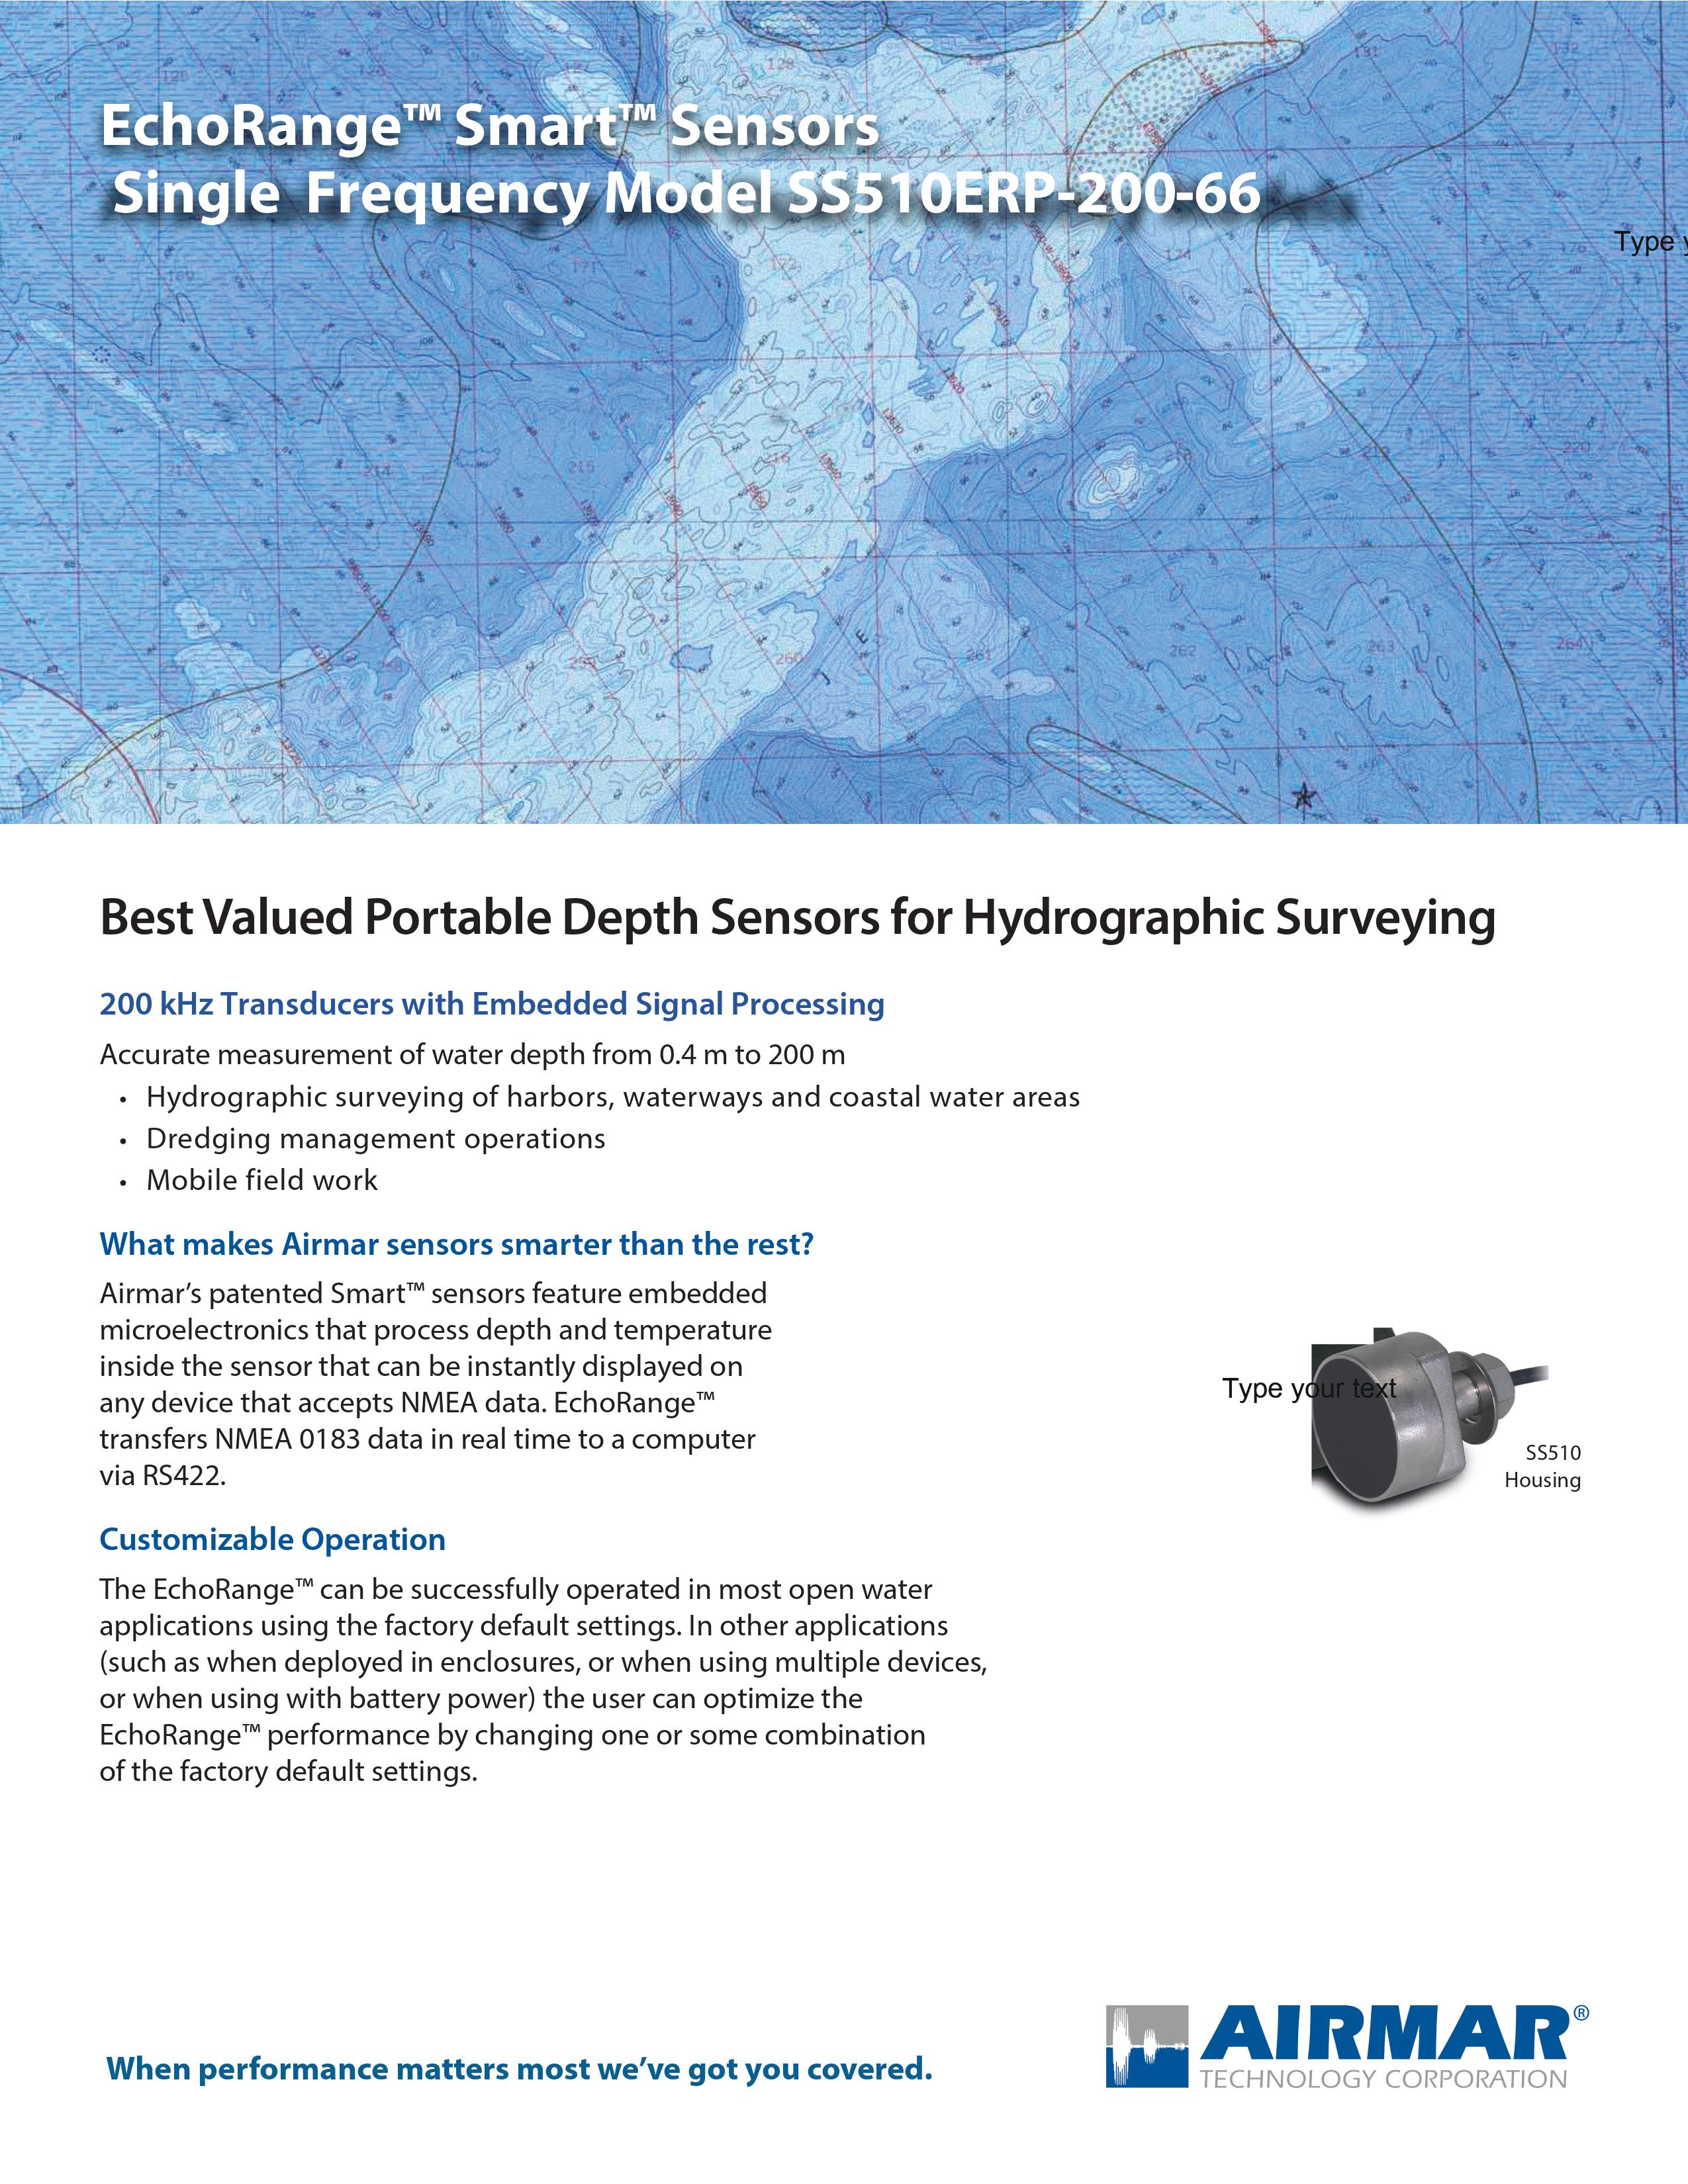 EchoRange™ Smart™ Sensors
Single Frequency Model SS510ERP-200-66
Type
Best Valued Portable Depth Sensors for Hydrographic Surveying
200 kHz Transducers with Embedded Signal Processing
Accurate measurement of water depth from 0.4 m to 200 m
• Hydrographic surveying of harbors, waterways and coastal water areas
• Dredging management operations
• Mobile field work
What makes Airmar sensors smarter than the rest?
Airmar’s patented Smart™ sensors feature embedded
microelectronics that process depth and temperature
inside the sensor that can be instantly displayed on
any device that accepts NMEA data. EchoRange™
transfers NMEA 0183 data in real time to a computer
via RS422.
Type your text
SS510
Housing
Customizable Operation
The EchoRange™ can be successfully operated in most open water
applications using the factory default settings. In other applications
(such as when deployed in enclosures, or when using multiple devices,
or when using with battery power) the user can optimize the
EchoRange™ performance by changing one or some combination
of the factory default settings.
When performance matters most we’ve got you covered.
AIRMAR®
TECHNOLOGY CORPORATION